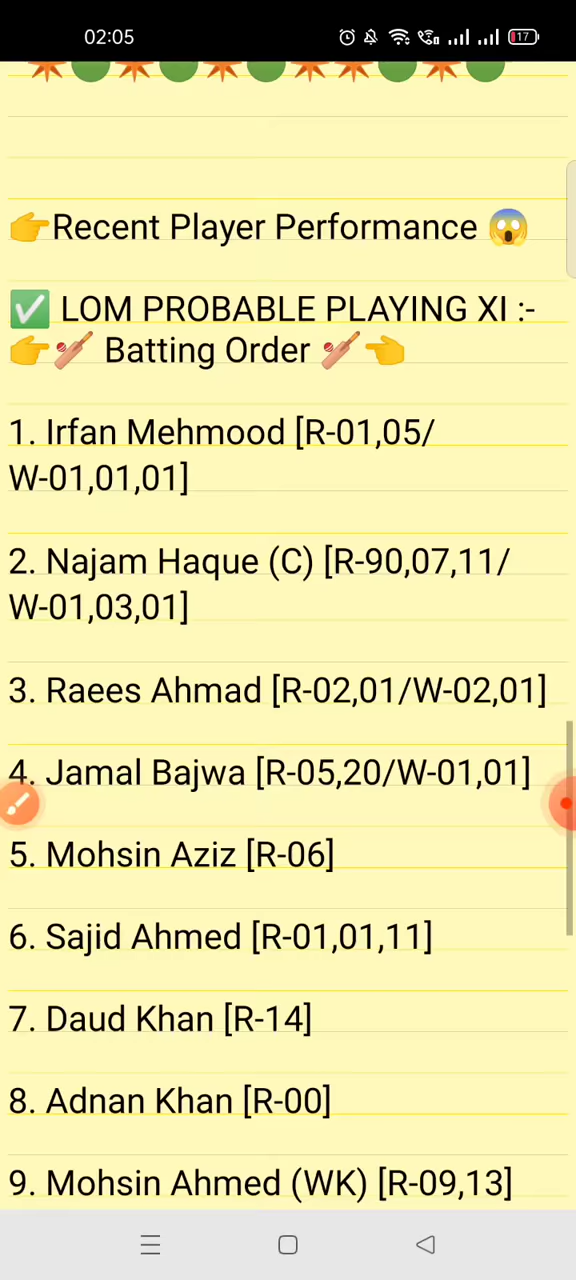 02:05
17
👉Recent Player Performance 😱
✅ LOM PROBABLE PLAYING XI :-
👉🏏 Batting Order 🏏👈
1. Irfan Mehmood [R-01,05/
W-01,01,01]
2. Najam Haque (C) [R-90,07,11/
W-01,03,01]
3. Raees Ahmad [R-02,01/W-02,01]
4. Jamal Bajwa [R-05,20/W-01,01]
5. Mohsin Aziz [R-06]
6. Sajid Ahmed [R-01,01,11]
7. Daud Khan [R-14]
8. Adnan Khan [R-00]
9. Mohsin Ahmed (WK) [R-09,13]